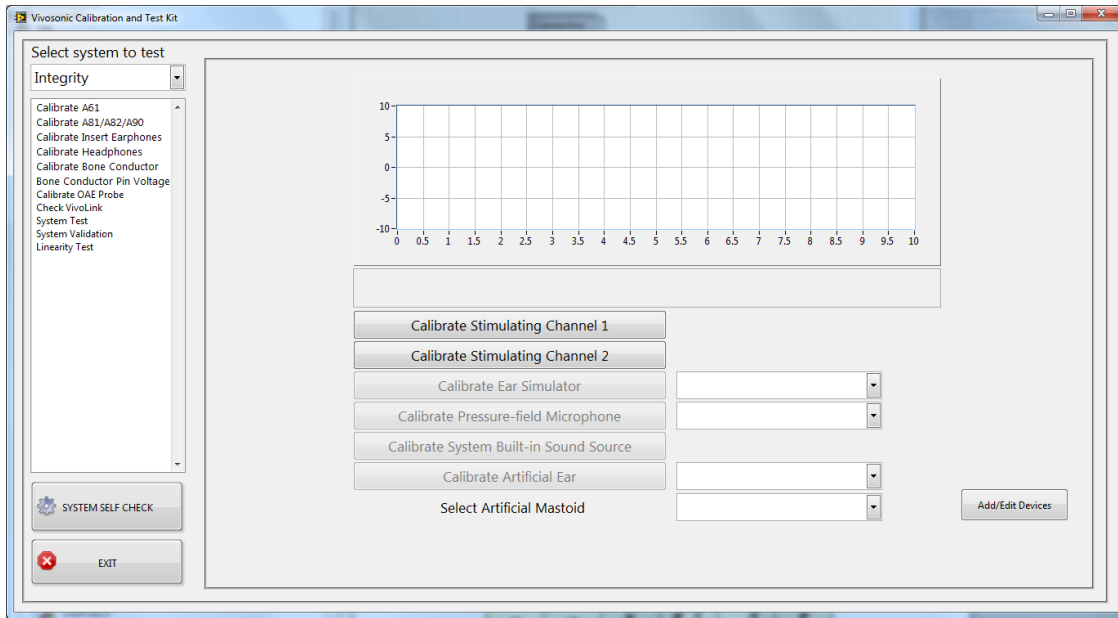 Vivosonic Calibration and Test Kit
Select system to test
Integrity
Calibrate A61
Calibrate A81/A82/A90
Calibrate Insert Earphones
Calibrate Headphones
Calibrate Bone Conductor
Bone Conductor Pin Voltage
Calibrate OAE Probe
Check VivoLink
System Test
System Validation
Linearity Test
SYSTEM SELF CHECK
EXIT
10
5
0
-5
-10
0 0.5 1 1.5 2 2.5 3 3.5 4 4.5 5 5.5 6 6.5 7 7.5 8 8.5 9 9.5 10
Calibrate Stimulating Channel 1
Calibrate Stimulating Channel 2
Calibrate Ear Simulator
Calibrate Pressure-field Microphone
Calibrate System Built-in Sound Source
Calibrate Artificial Ear
Select Artificial Mastoid
Add/Edit Devices